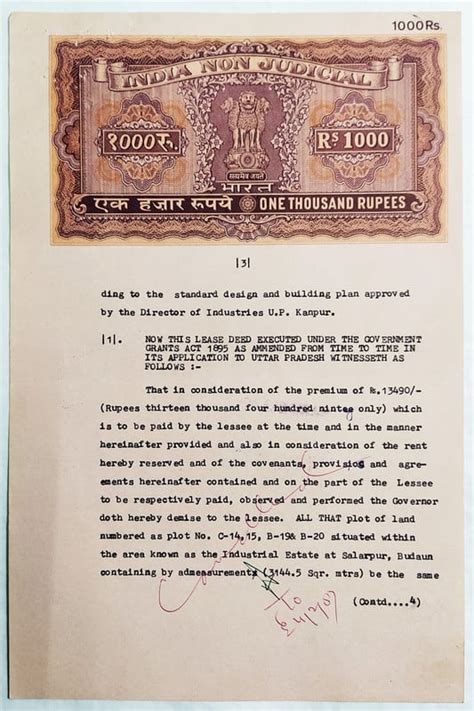 1000Rs.
INDIA NON JUDICIAL
१०००रु. Rs 1000
सत्यमेव जयते
भारत
एक हज़ार रुपये ONE THOUSAND RUPEES
|3|
ding to the standard design and building plan approved
by the Director of Industries U.P. Kanpur.
|1|. NOW THIS LEASE DEED EXECUTED UNDER THE GOVERNMENT
GRANTS ACT 1895 AS AMMENDED FROM TIME TO TIME IN
ITS APPLICATION TO UTTAR PRADESH WITNESSETH AS
FOLLOWS :-
That in consideration of the premium of Rs.13490/-
(Rupees thirteen thousand four hundred nintey only) which
is to be paid by the lessee at the time and in the manner
hereinafter provided and also in consideration of the rent
hereby reserved and of the covenants, provisios and agre-
ements hereinafter contained and on the part of the Lessee
to be respectively paid, observed and performed the Governor
doth hereby demise to the lessee. ALL THAT plot of land
numbered as plot No. C-14,15, B-19& B-20 situated within
the area known as the Industrial Estate at Salarpur, Budaun
containing by admeasurements (3144.5 Sqr. mtrs) be the same
Cancelled
(Contd....4)